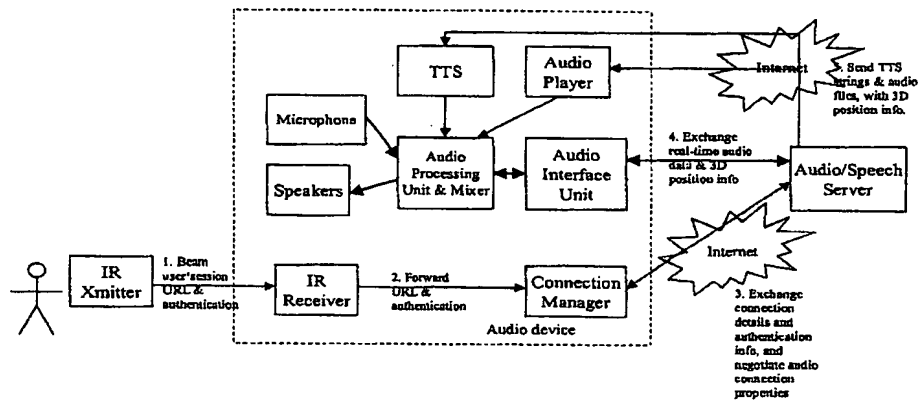 TTS
Audio
Player
Internet
Send TTS
strings & audio
files, with 3D
position info.
Microphone
Audio
Processing
Unit & Mixer
Audio
Interface
Unit
4. Exchange
real-time audio
data & 3D
position info
Audio/Speech
Server
Speakers
Internet
IR
Xmitter
1. Beam
user'session
URL &
authentication
IR
Receiver
2. Forward
URL &
authentication
Connection
Manager
Audio device
3. Exchange
connection
details and
authentication
info, and
negotiate audio
connection
properties